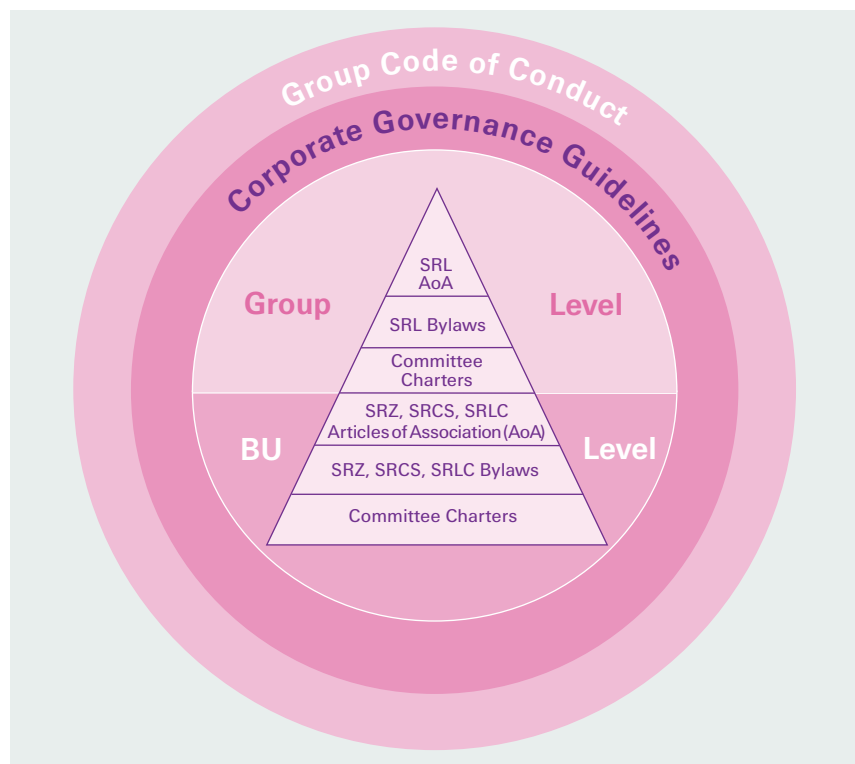 Group Code of Conduct
Corporate Governance Guidelines
SRL
AoA
Group Level
SRL Bylaws
Committee
Charters
SRZ, SRCS, SRLC
Articles of Association (AoA)
BU Level
SRZ, SRCS, SRLC Bylaws
Committee Charters